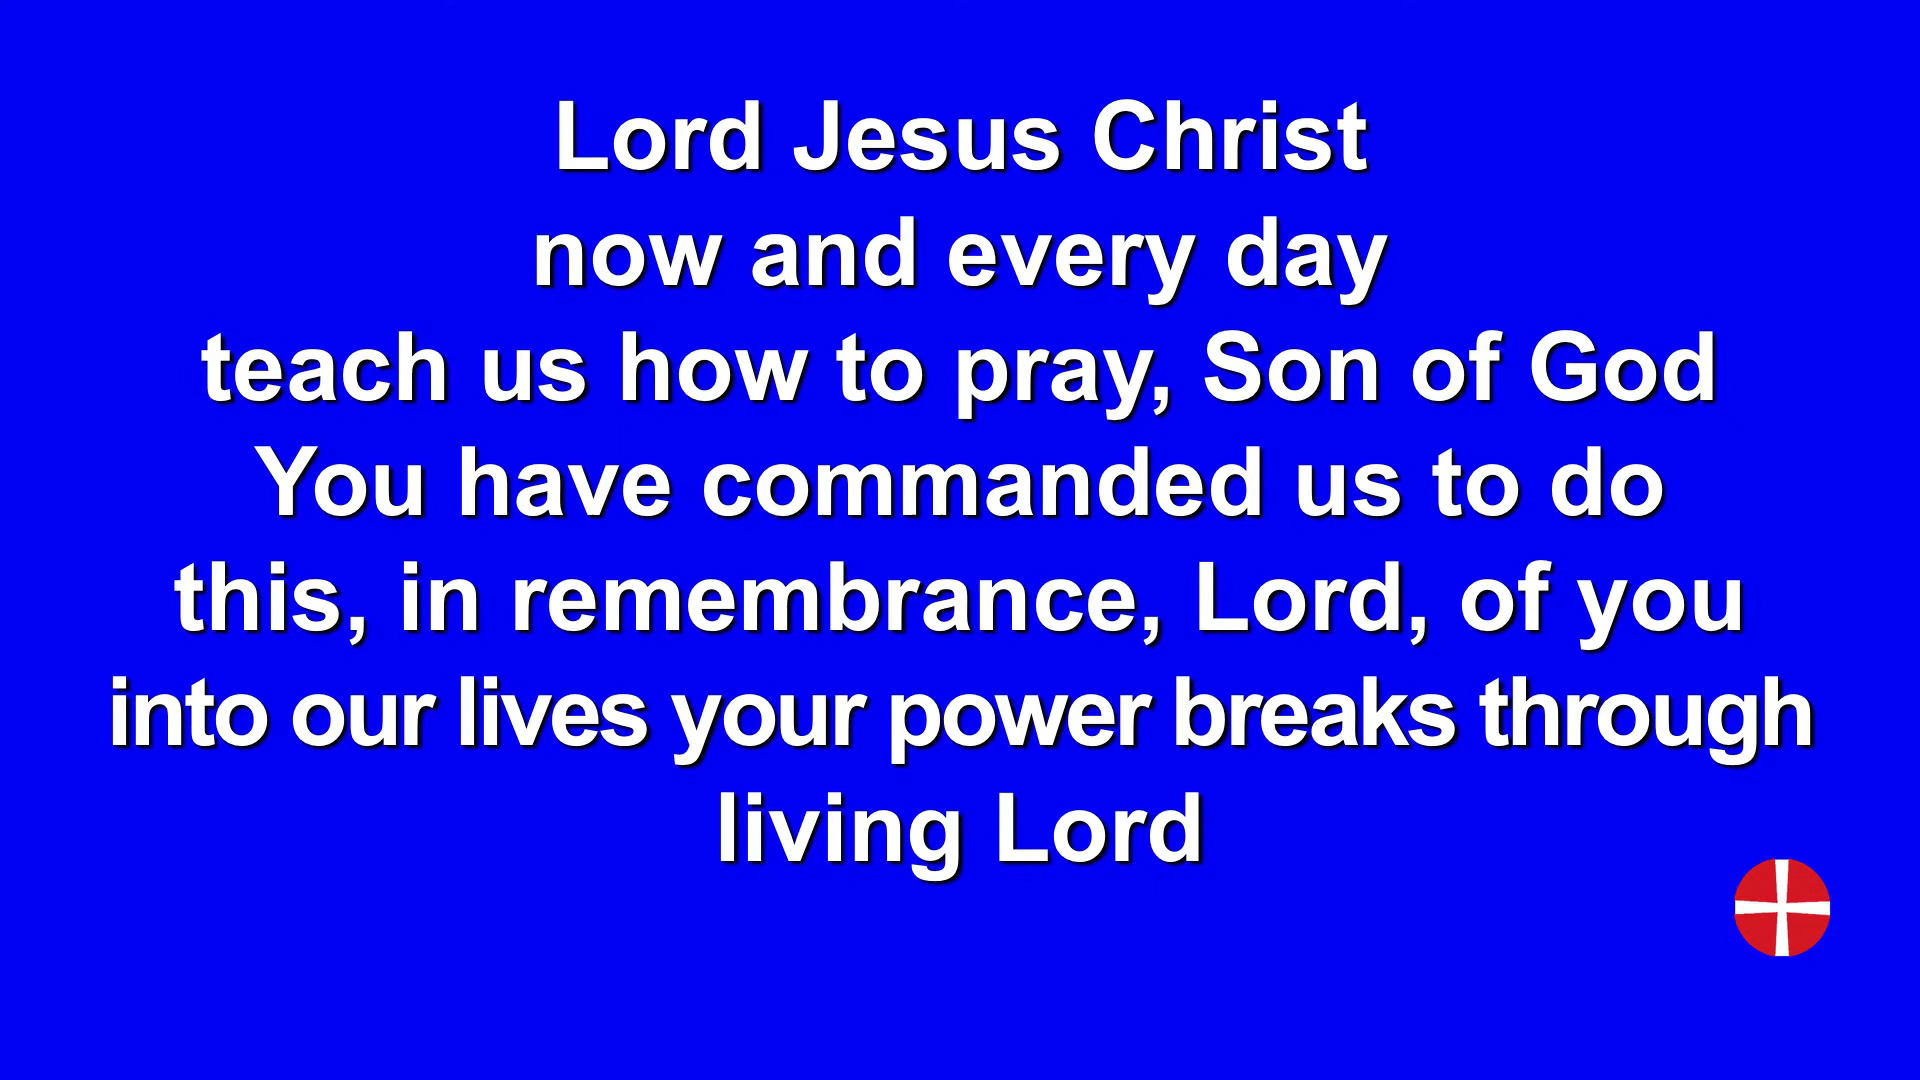 Lord Jesus Christ
now and every day
teach us how to pray, Son of God
You have commanded us to do
this, in remembrance, Lord, of you
into our lives your power breaks through
living Lord